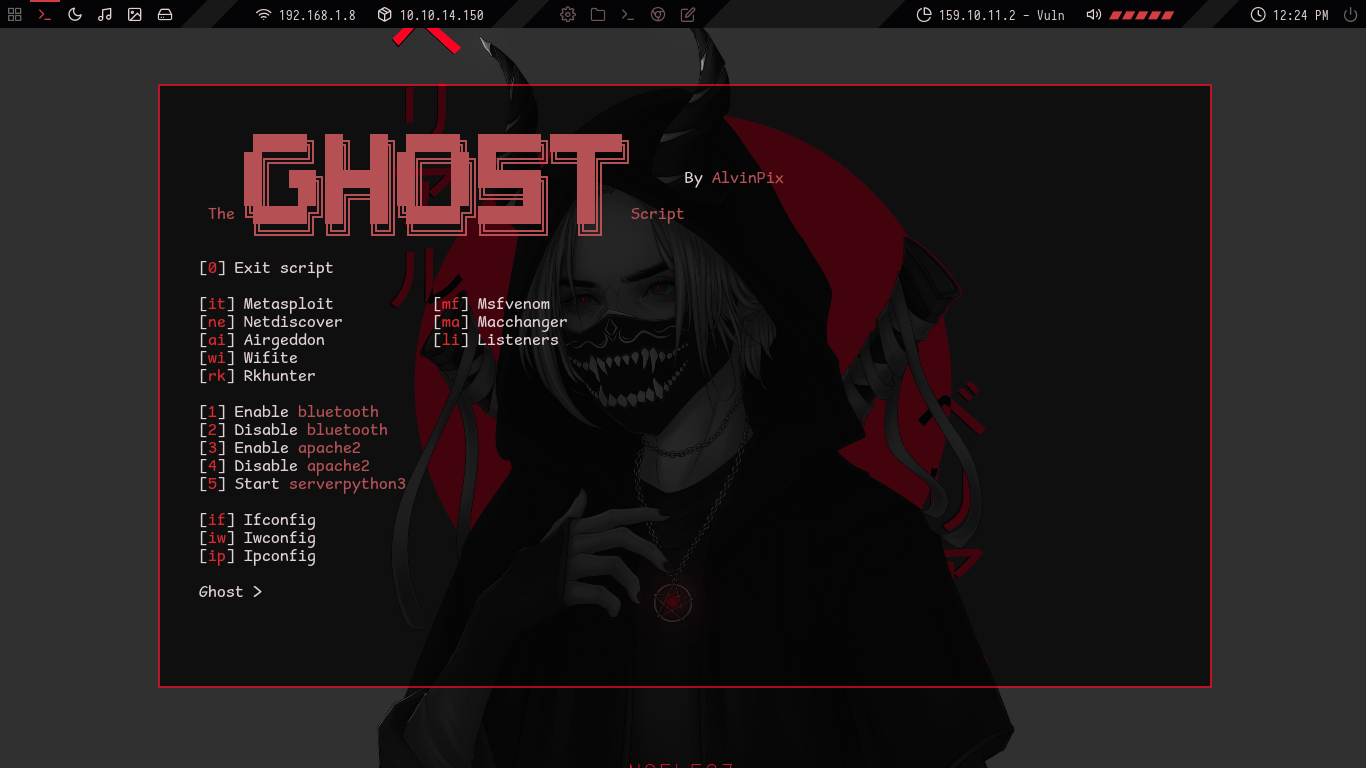 192.168.1.8 10.10.14.150 159.10.11.2 - Vuln 12:24 PM
GHOST
By AlvinPix
The Script
[0] Exit script
[it] Metasploit [mf] Msfvenom
[ne] Netdiscover [ma] Macchanger
[ai] Airgeddon [li] Listeners
[wi] Wifite
[rk] Rkhunter
[1] Enable bluetooth
[2] Disable bluetooth
[3] Enable apache2
[4] Disable apache2
[5] Start serverpython3
[if] Ifconfig
[iw] Iwconfig
[ip] Ipconfig
Ghost >